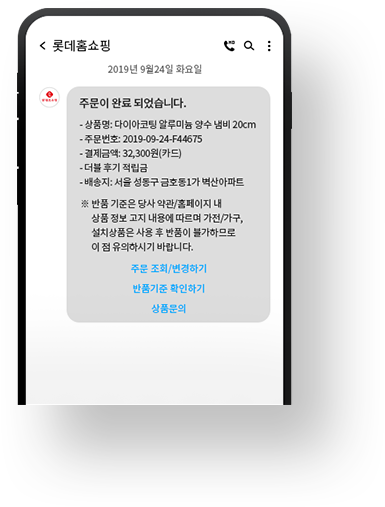 롯데홈쇼핑
2019년 9월24일 화요일
주문이 완료 되었습니다.
- 상품명: 다이아코팅 알루미늄 양수 냄비 20cm
- 주문번호: 2019-09-24-F44675
- 결제금액: 32,300원(카드)
- 더블 후기 적립금
- 배송지: 서울 성동구 금호동1가 벽산아파트
※ 반품 기준은 당사 약관/홈페이지 내
상품 정보 고지 내용에 따르며 가전/가구,
설치상품은 사용 후 반품이 불가하므로
이 점 유의하시기 바랍니다.
주문 조회/변경하기
반품기준 확인하기
상품문의